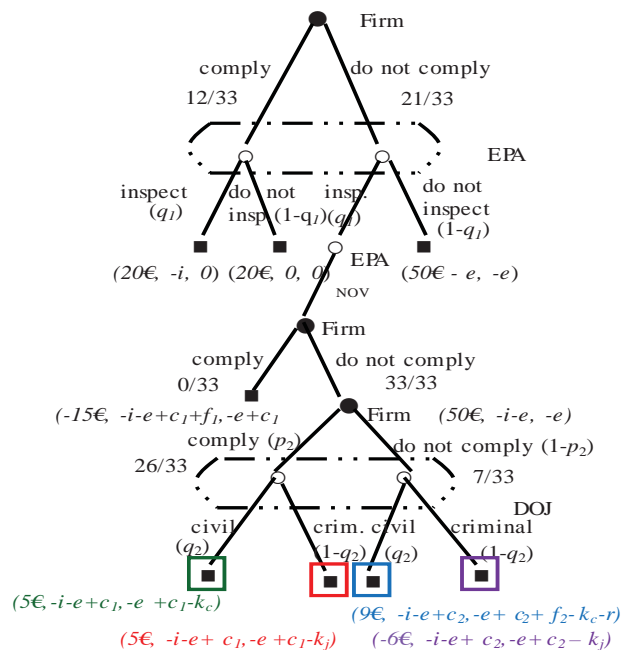 Firm
comply do not comply
12/33 21/33
EPA
inspect do not insp. do not
(q1) insp (1-q1)(q1) inspect
(1-q1)
EPA
(20€, -i, 0) (20€, 0, 0) (50€ - e, -e)
NOV
Firm
comply do not comply
0/33 33/33
(-15€, -i-e+c1+f1,-e+c1 Firm (50€, -i-e, -e)
comply (p2) do not comply (1-p2)
26/33 7/33
DOJ
civil crim. civil criminal
(q2) (1-q2) (q2) (1-q2)
(5€,-i-e+c1,-e +c1-kc) (9€, -i-e+c2,-e+ c2+ f2-kc-r)
(5€, -i-e+ c1,-e +c1-kj) (-6€, -i-e+ c2,-e+c2– kj)